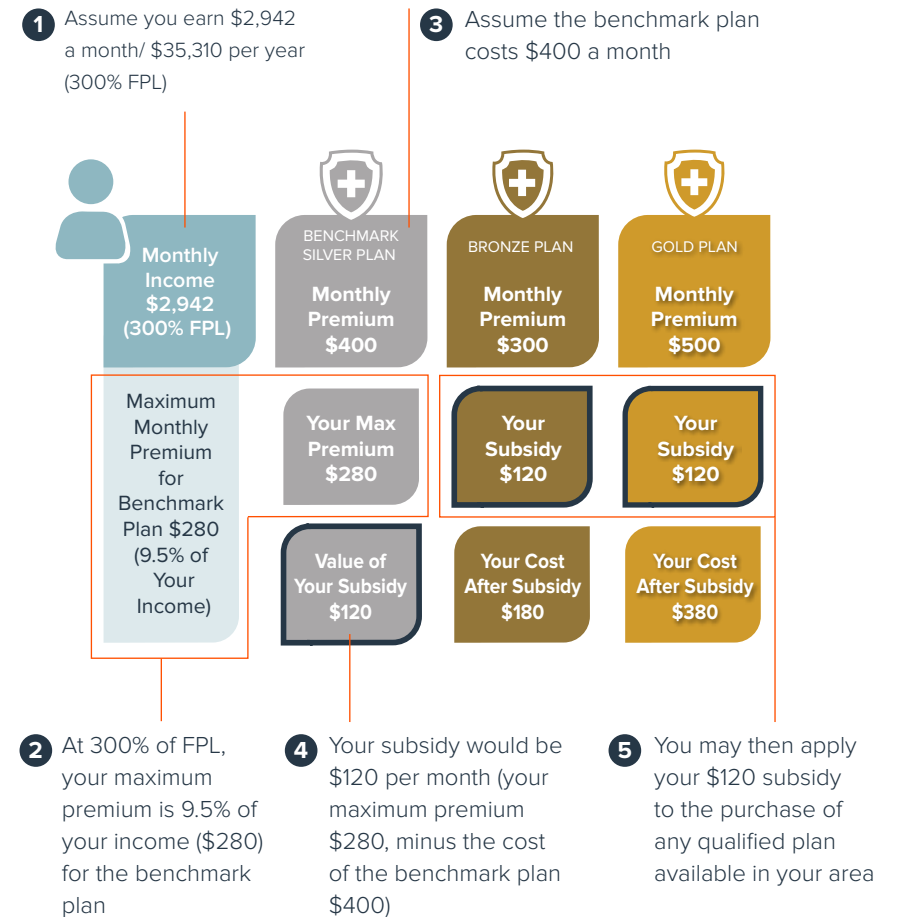 1
Assume you earn $2,942
a month/ $35,310 per year
(300% FPL)
3
Assume the benchmark plan
costs $400 a month
Monthly
Income
$2,942
(300% FPL)
BENCHMARK
SILVER PLAN
Monthly
Premium
$400
BRONZE PLAN
Monthly
Premium
$300
GOLD PLAN
Monthly
Premium
$500
Maximum
Monthly
Premium
for
Benchmark
Plan $280
(9.5% of
Your
Income)
Your Max
Premium
$280
Your
Subsidy
$120
Your
Subsidy
$120
Value of
Your Subsidy
$120
Your Cost
After Subsidy
$180
Your Cost
After Subsidy
$380
2
At 300% of FPL,
your maximum
premium is 9.5% of
your income ($280)
for the benchmark
plan
4
Your subsidy would be
$120 per month (your
maximum premium
$280, minus the cost
of the benchmark plan
$400)
5
You may then apply
your $120 subsidy
to the purchase of
any qualified plan
available in your area